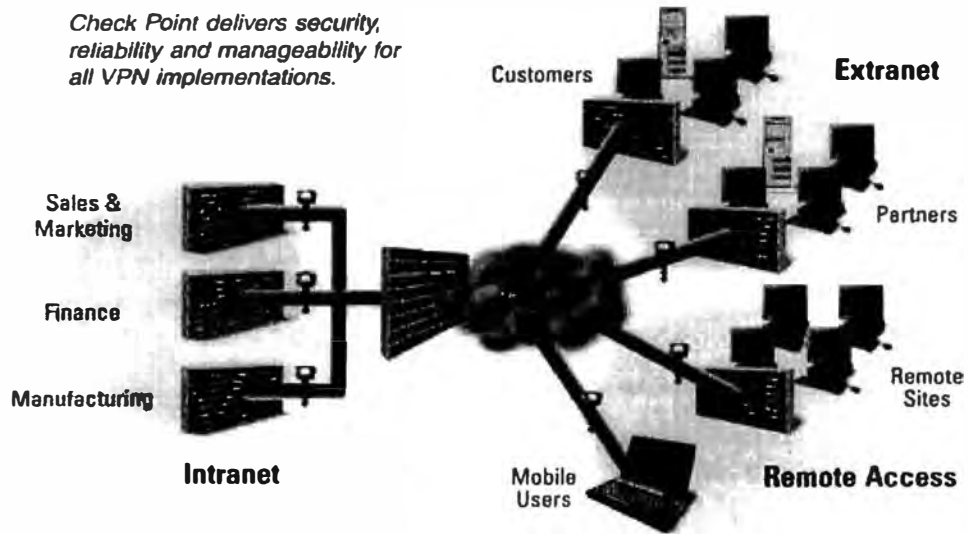 Check Point delivers security,
reliability and manageability for
all VPN implementations.
Customers
Extranet
Sales &
Marketing
Partners
Finance
Manufacturing
Remote
Sites
Intranet
Mobile
Users
Remote Access